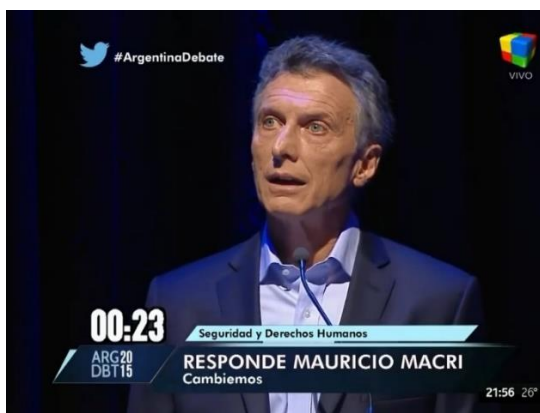 #ArgentinaDebate
VIVO
00:23
Seguridad y Derechos Humanos
ARG20
DBT15
RESPONDE MAURICIO MACRI
Cambiemos
21:56 26°